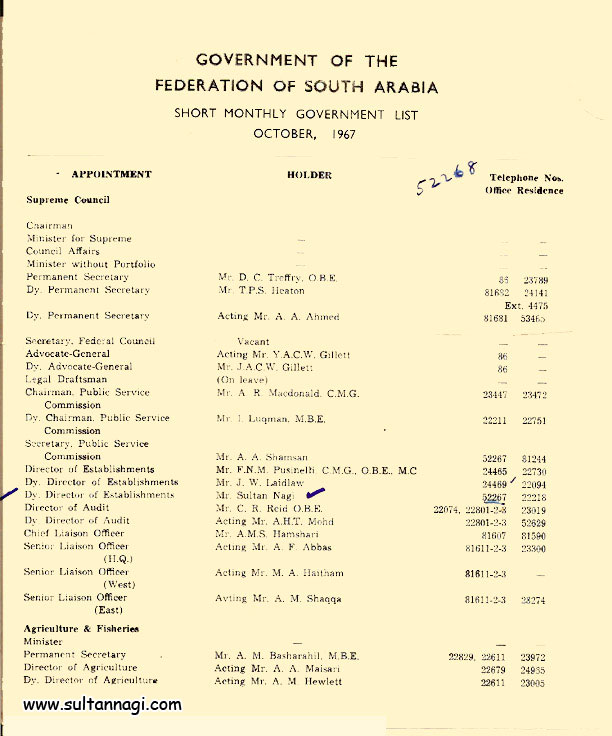 GOVERNMENT OF THE
FEDERATION OF SOUTH ARABIA
SHORT MONTHLY GOVERNMENT LIST
OCTOBER, 1967
52268
APPOINTMENT HOLDER Telephone Nos.
Office Residence
Supreme Council
Chairman
Minister for Supreme — — —
Council Affairs — — —
Minister without Portfolio — — —
Permanent Secretary Mr. D. C. Treffry, O.B.E. 86 23789
Dy. Permanent Secretary Mr. T.P.S. Heaton 81682 24141
Ext. 4475
Dy. Permanent Secretary Acting Mr. A. A. Ahmed 81681 53465
Secretary, Federal Council Vacant
Advocate-General Acting Mr. Y.A.C.W. Gillett 86 —
Dy. Advocate-General Mr. J.A.C.W. Gillett 86 —
Legal Draftsman (On leave) — —
Chairman, Public Service Mr. A. R. Macdonald, C.M.G. 23447 23472
Commission
Dy. Chairman, Public Service Mr. I. Luqman, M.B.E. 22211 22751
Commission
Secretary, Public Service
Commission Mr. A. A. Shamsan 52267 81244
Director of Establishments Mr. F.N.M. Pusinelli C.M.G., O.B.E., M.C 24465 22730
Dy. Director of Establishments Mr. J. W. Laidlaw 24469 22094
Dy. Director of Establishments Mr. Sultan Nagi 52267 22218
Director of Audit Mr. C. R. Reid O.B.E. 22074, 22801-2-3 23019
Dy. Director of Audit Acting Mr. A.H.T. Mohd 22801-2-3 52629
Chief Liaison Officer Mr. A.M.S. Hamshari 81607 81590
Senior Liaison Officer Acting Mr. A. F. Abbas 81611-2-3 23300
(H.Q.)
Senior Liaison Officer Acting Mr. M. A. Haitham 81611-2-3 —
(West)
Senior Liaison Officer Avting Mr. A. M. Shaqqa 81611-2-3 28274
(East)
Agriculture & Fisheries
Minister — —
Permanent Secretary Mr. A. M. Basharahil, M.B.E. 22829, 22611 23972
Director of Agriculture Acting Mr. A. A. Maisari 22679 24935
Dy. Director of Agriculture Acting Mr. A. M. Hewlett 22611 23005
www.sultannagi.com